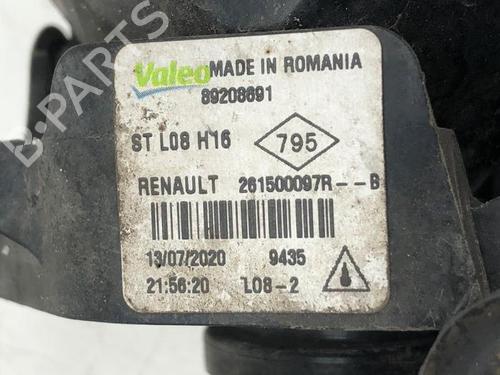 Valeo MADE IN ROMANIA
89208691
ST L08 H16 795
RENAULT 261500097R--B
13/07/2020 9435
21:56:20 L08-2